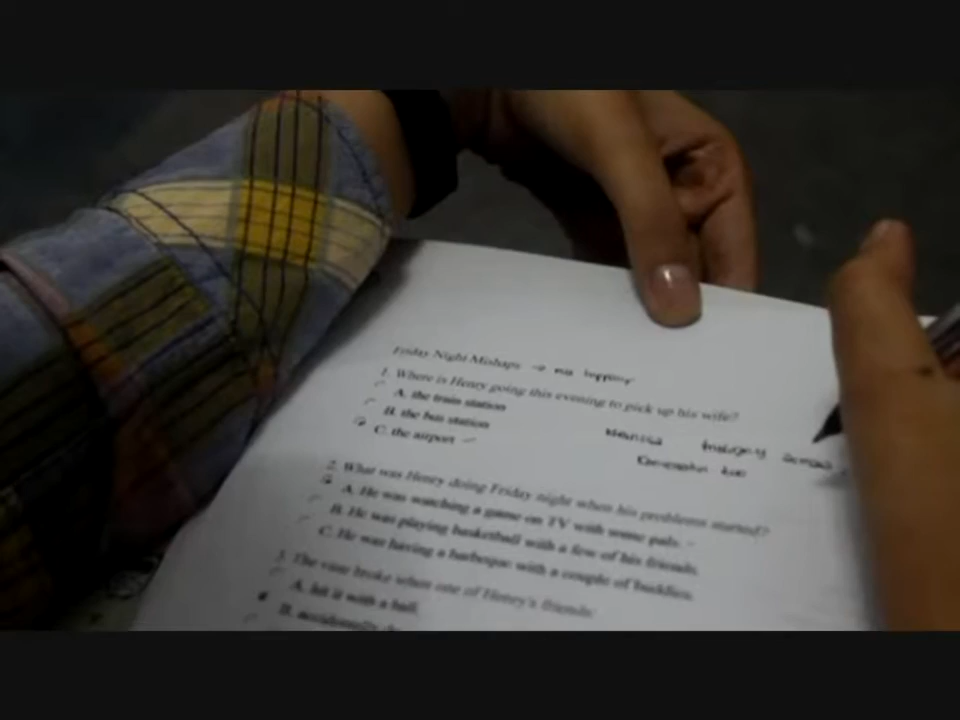 Friday Night Mishaps
1. Where is Henry going this evening to pick up his wife?
A. the train station
B. the bus station
C. the airport
2. What was Henry doing Friday night when his problems started?
A. He was watching a game on TV with some pals.
B. He was playing basketball with a few of his friends.
C. He was having a barbeque with a couple of buddies.
3. The vase broke when one of Henry's friends:
A. hit it with a ball.
B. accidentally